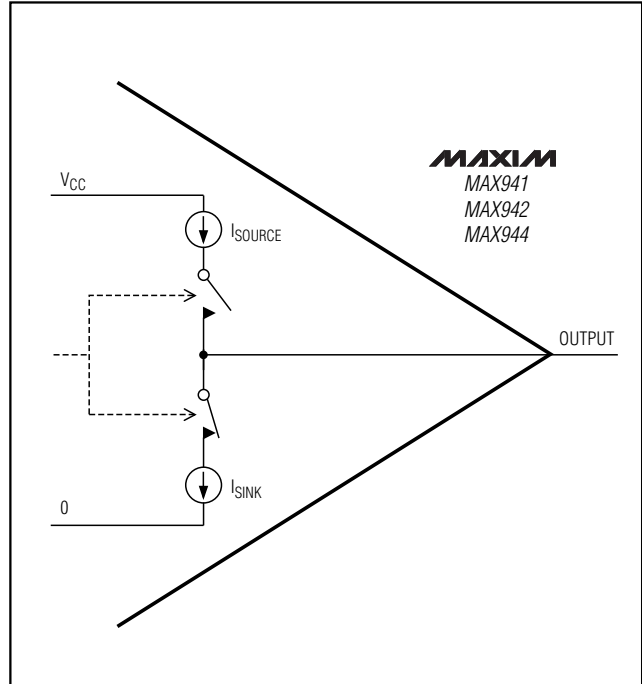 MAXIM
MAX941
MAX942
MAX944
VCC
ISOURCE
OUTPUT
ISINK
0